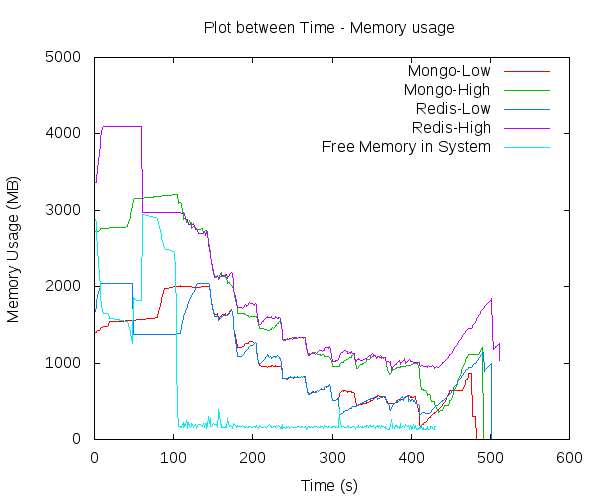 Plot between Time - Memory usage
Memory Usage (MB)
5000
4000
3000
2000
1000
0
Mongo-Low
Mongo-High
Redis-Low
Redis-High
Free Memory in System
0 100 200 300 400 500 600
Time (s)